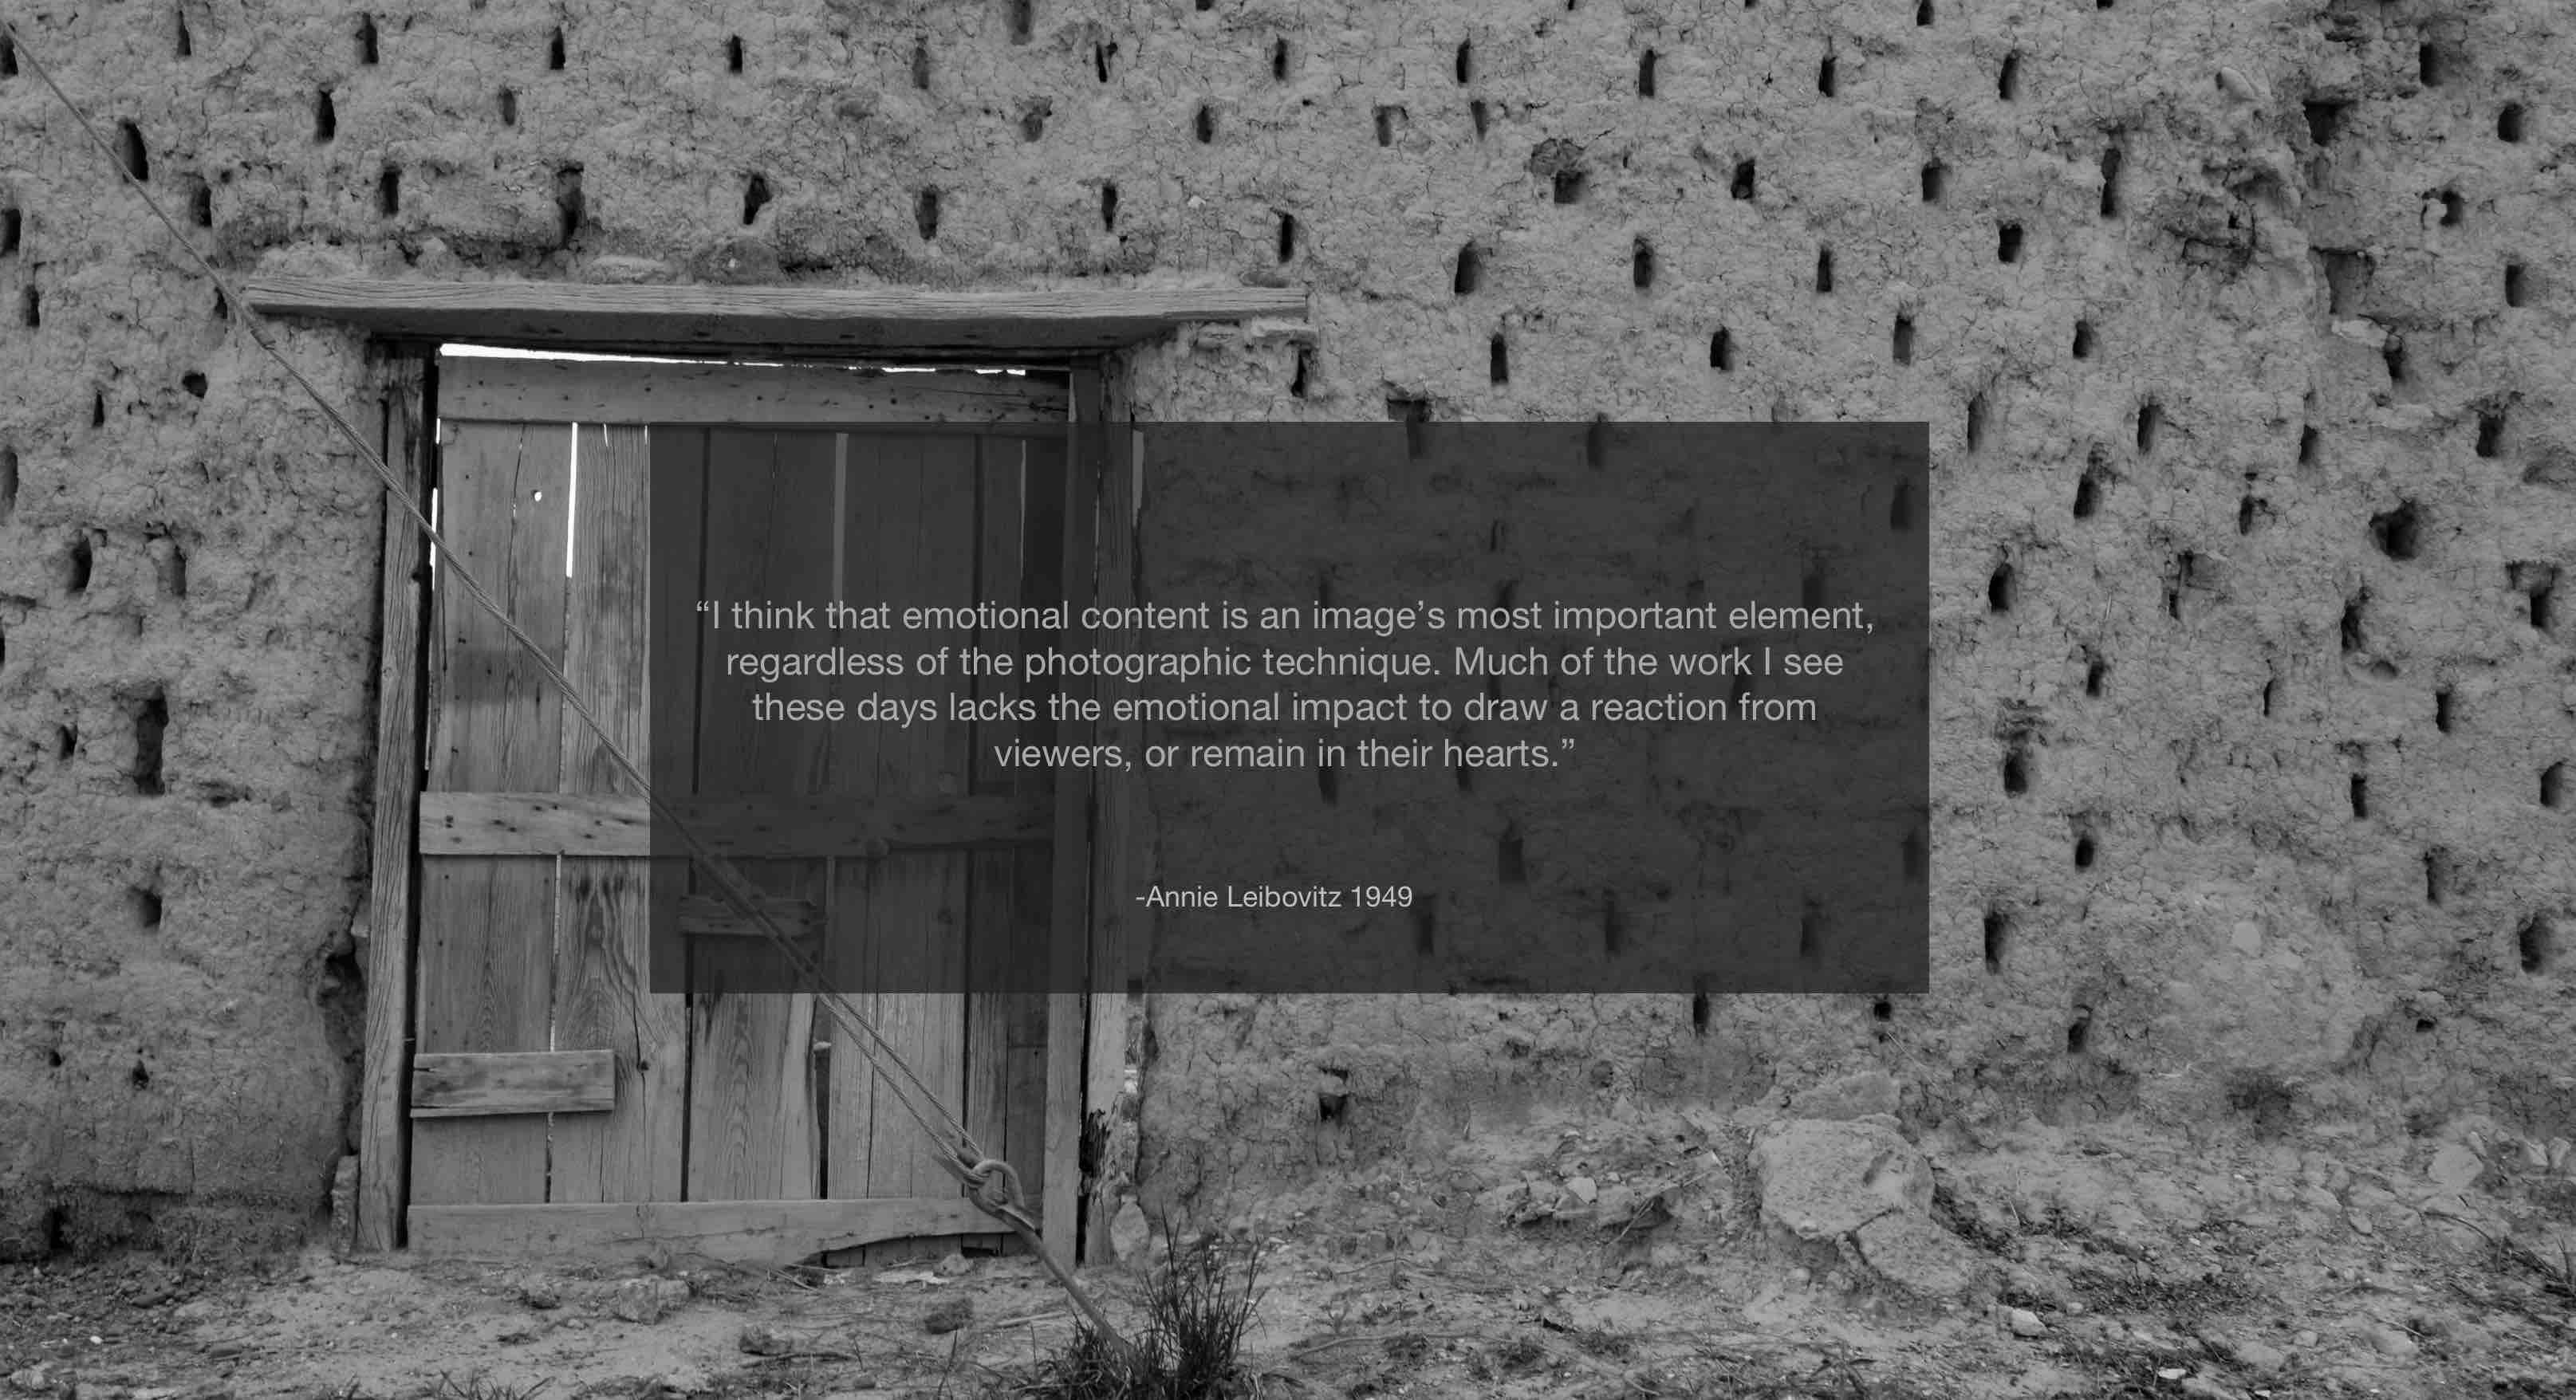 “I think that emotional content is an image’s most important element,
regardless of the photographic technique. Much of the work I see
these days lacks the emotional impact to draw a reaction from
viewers, or remain in their hearts.”
-Annie Leibovitz 1949